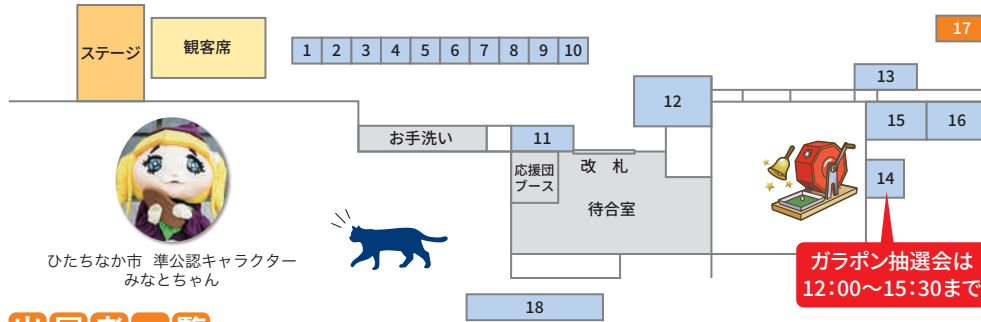 ステージ
観客席
1 2 3 4 5 6 7 8 9 10
17
13
12
15 16
お手洗い
11
改 札
応援団
ブース
14
待合室
ガラポン抽選会は
12:00～15:30まで
ひたちなか市 準公認キャラクター
みなとちゃん
18